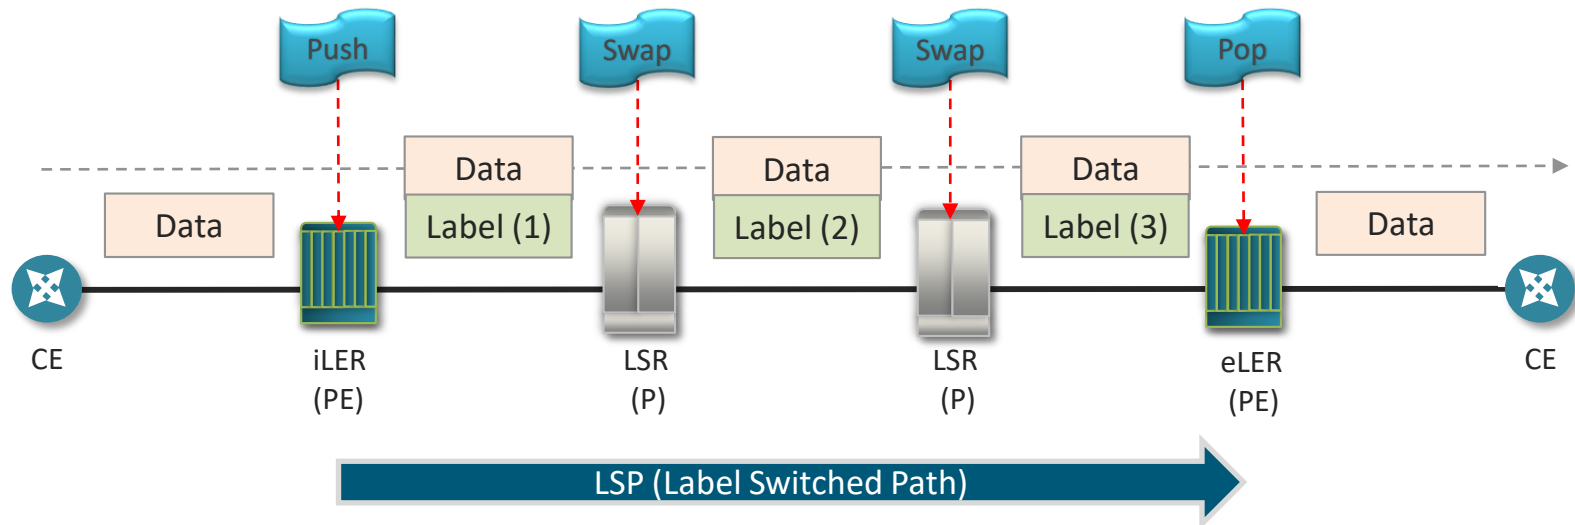 Push
Swap
Swap
Pop
Data
Data
Data
Data
Label (1)
Label (2)
Label (3)
Data
CE
iLER
(PE)
LSR
(P)
LSR
(P)
eLER
(PE)
CE
LSP (Label Switched Path)